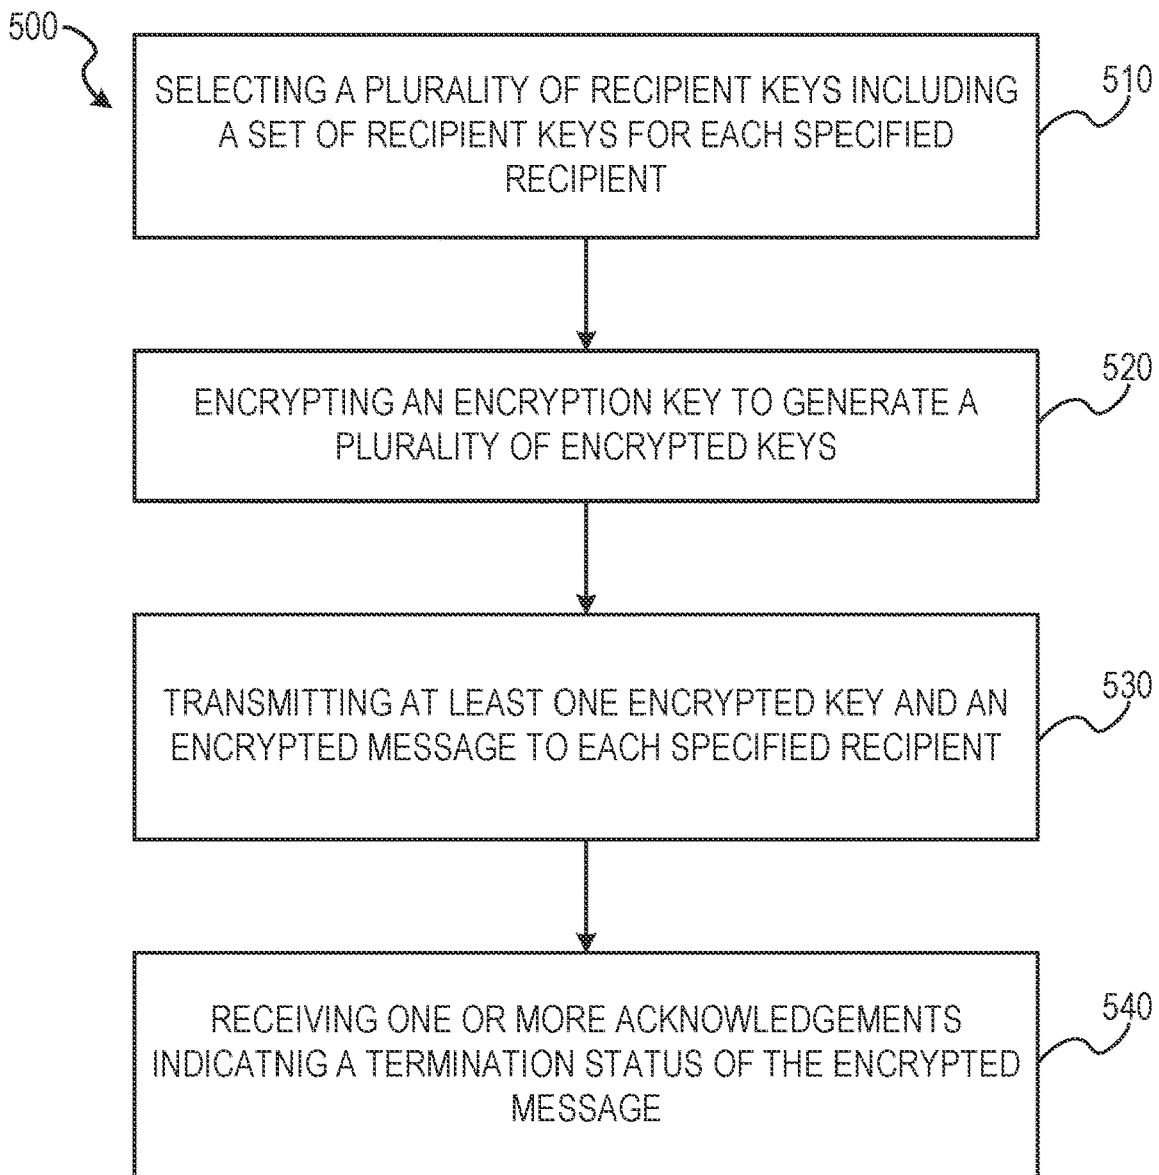 500
SELECTING A PLURALITY OF RECIPIENT KEYS INCLUDING
A SET OF RECIPIENT KEYS FOR EACH SPECIFIED
RECIPIENT
510
ENCRYPTING AN ENCRYPTION KEY TO GENERATE A
PLURALITY OF ENCRYPTED KEYS
520
TRANSMITTING AT LEAST ONE ENCRYPTED KEY AND AN
ENCRYPTED MESSAGE TO EACH SPECIFIED RECIPIENT
530
RECEIVING ONE OR MORE ACKNOWLEDGEMENTS
INDICATNIG A TERMINATION STATUS OF THE ENCRYPTED
MESSAGE
540